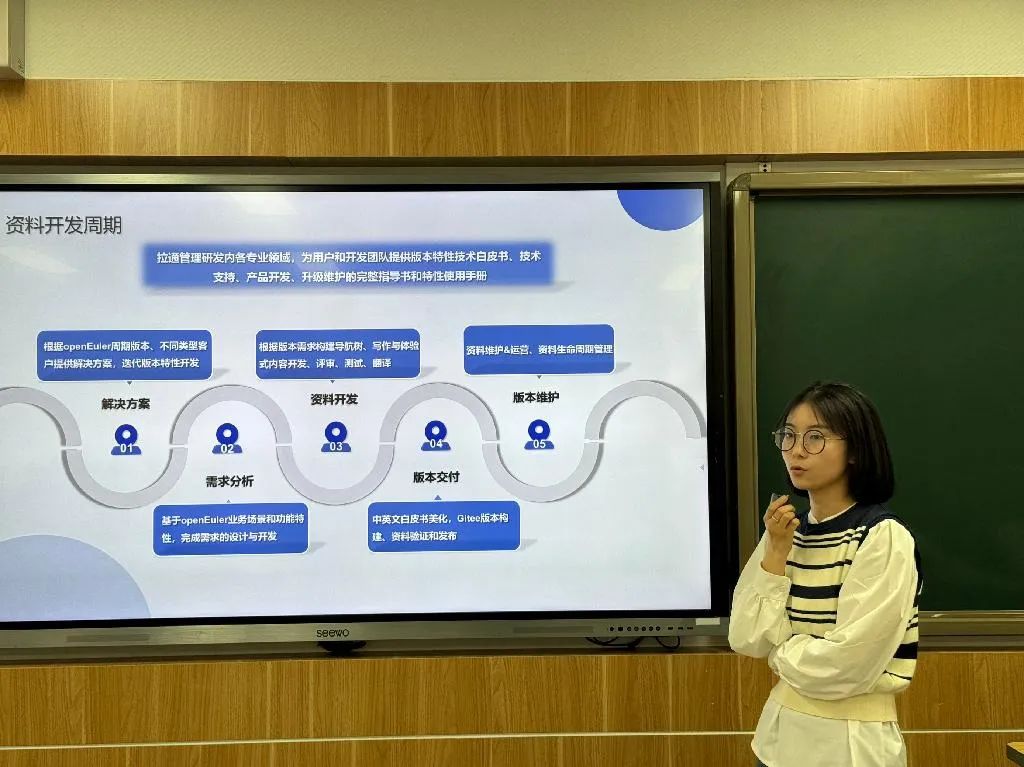 资料开发周期
拉通管理研发内各专业领域，为用户和开发团队提供版本特性技术白皮书、技术
支持、产品开发、升级维护的完整指导书和特性使用手册
根据openEuler周期版本、不同类型客
户提供解决方案，迭代版本特性开发
解决方案
01
02
需求分析
基于openEuler业务场景和功能特
性，完成需求的设计与开发
根据版本需求构建导航树、写作与体验
式内容开发、评审、测试、翻译
资料开发
03
04
版本交付
中英文白皮书美化，Gitee版本构
建、资料验证和发布
资料维护&运营、资料生命周期管理
版本维护
05
seewo